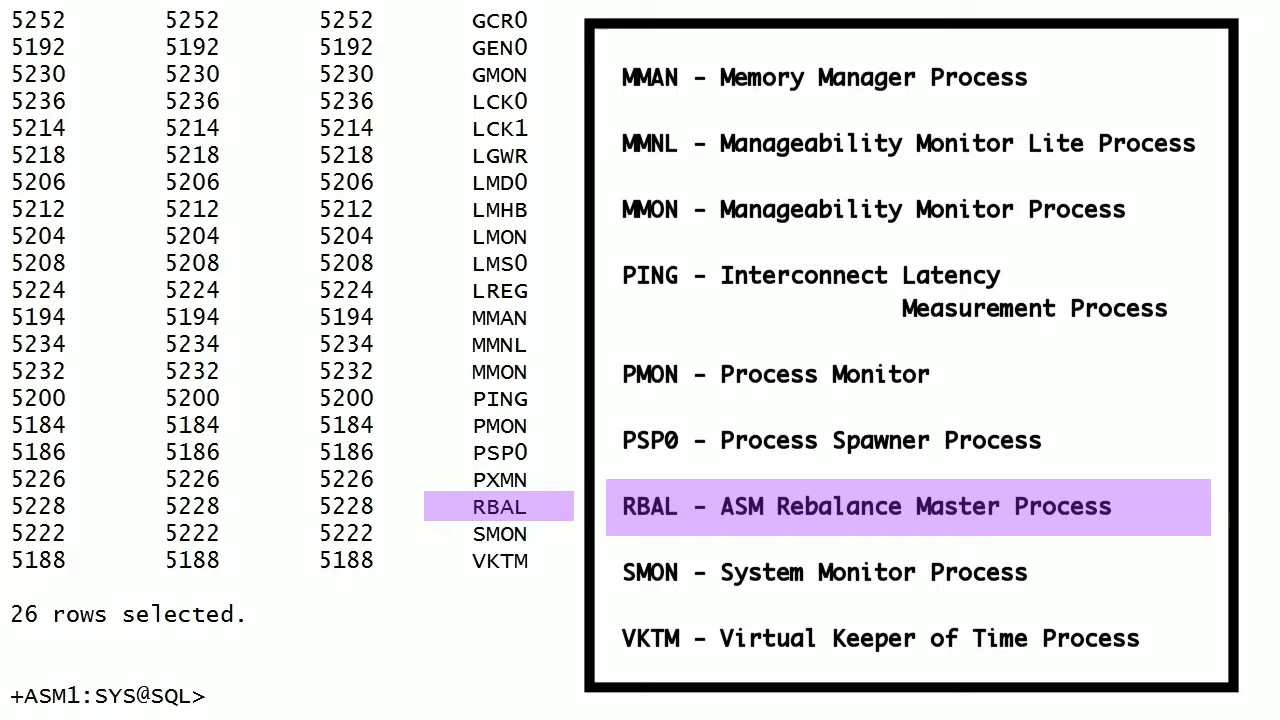 5252 5252 5252 GCR0
5192 5192 5192 GEN0
5230 5230 5230 GMON
5236 5236 5236 LCK0
5214 5214 5214 LCK1
5218 5218 5218 LGWR
5206 5206 5206 LMD0
5212 5212 5212 LMHB
5204 5204 5204 LMON
5208 5208 5208 LMS0
5224 5224 5224 LREG
5194 5194 5194 MMAN
5234 5234 5234 MMNL
5232 5232 5232 MMON
5200 5200 5200 PING
5184 5184 5184 PMON
5186 5186 5186 PSP0
5226 5226 5226 PXMN
5228 5228 5228 RBAL
5222 5222 5222 SMON
5188 5188 5188 VKTM
26 rows selected.
+ASM1:SYS@SQL>
MMAN - Memory Manager Process
MMNL - Manageability Monitor Lite Process
MMON - Manageability Monitor Process
PING - Interconnect Latency
Measurement Process
PMON - Process Monitor
PSP0 - Process Spawner Process
RBAL - ASM Rebalance Master Process
SMON - System Monitor Process
VKTM - Virtual Keeper of Time Process